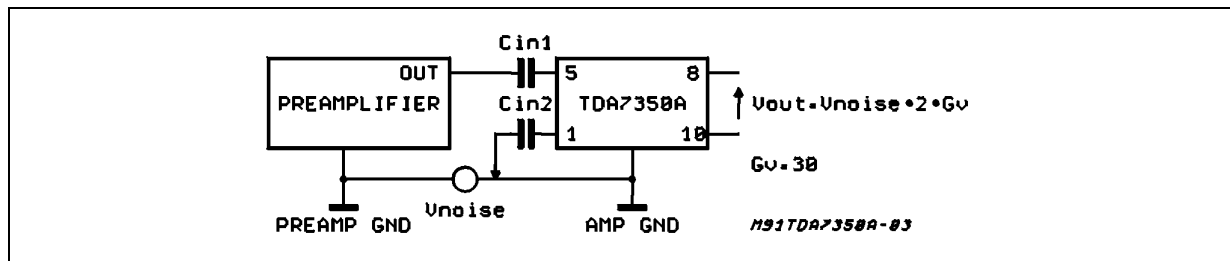 Cin1
OUT
5
8
PREAMPLIFIER
Cin2
TDA7350A
Vout=Vnoise*2*Gv
1
10
Gv=30
Vnoise
PREAMP GND
AMP GND
M91TDA7350A-03